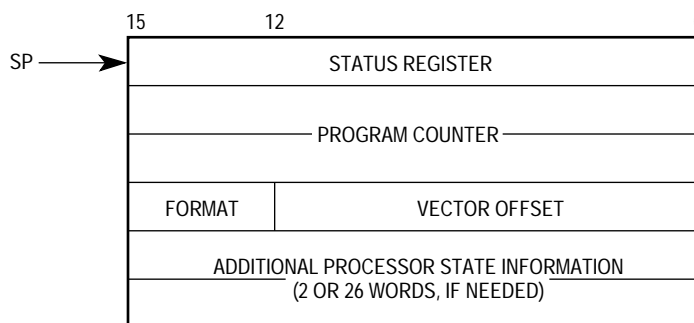 15 12
SP
STATUS REGISTER
PROGRAM COUNTER
FORMAT VECTOR OFFSET
ADDITIONAL PROCESSOR STATE INFORMATION
(2 OR 26 WORDS, IF NEEDED)